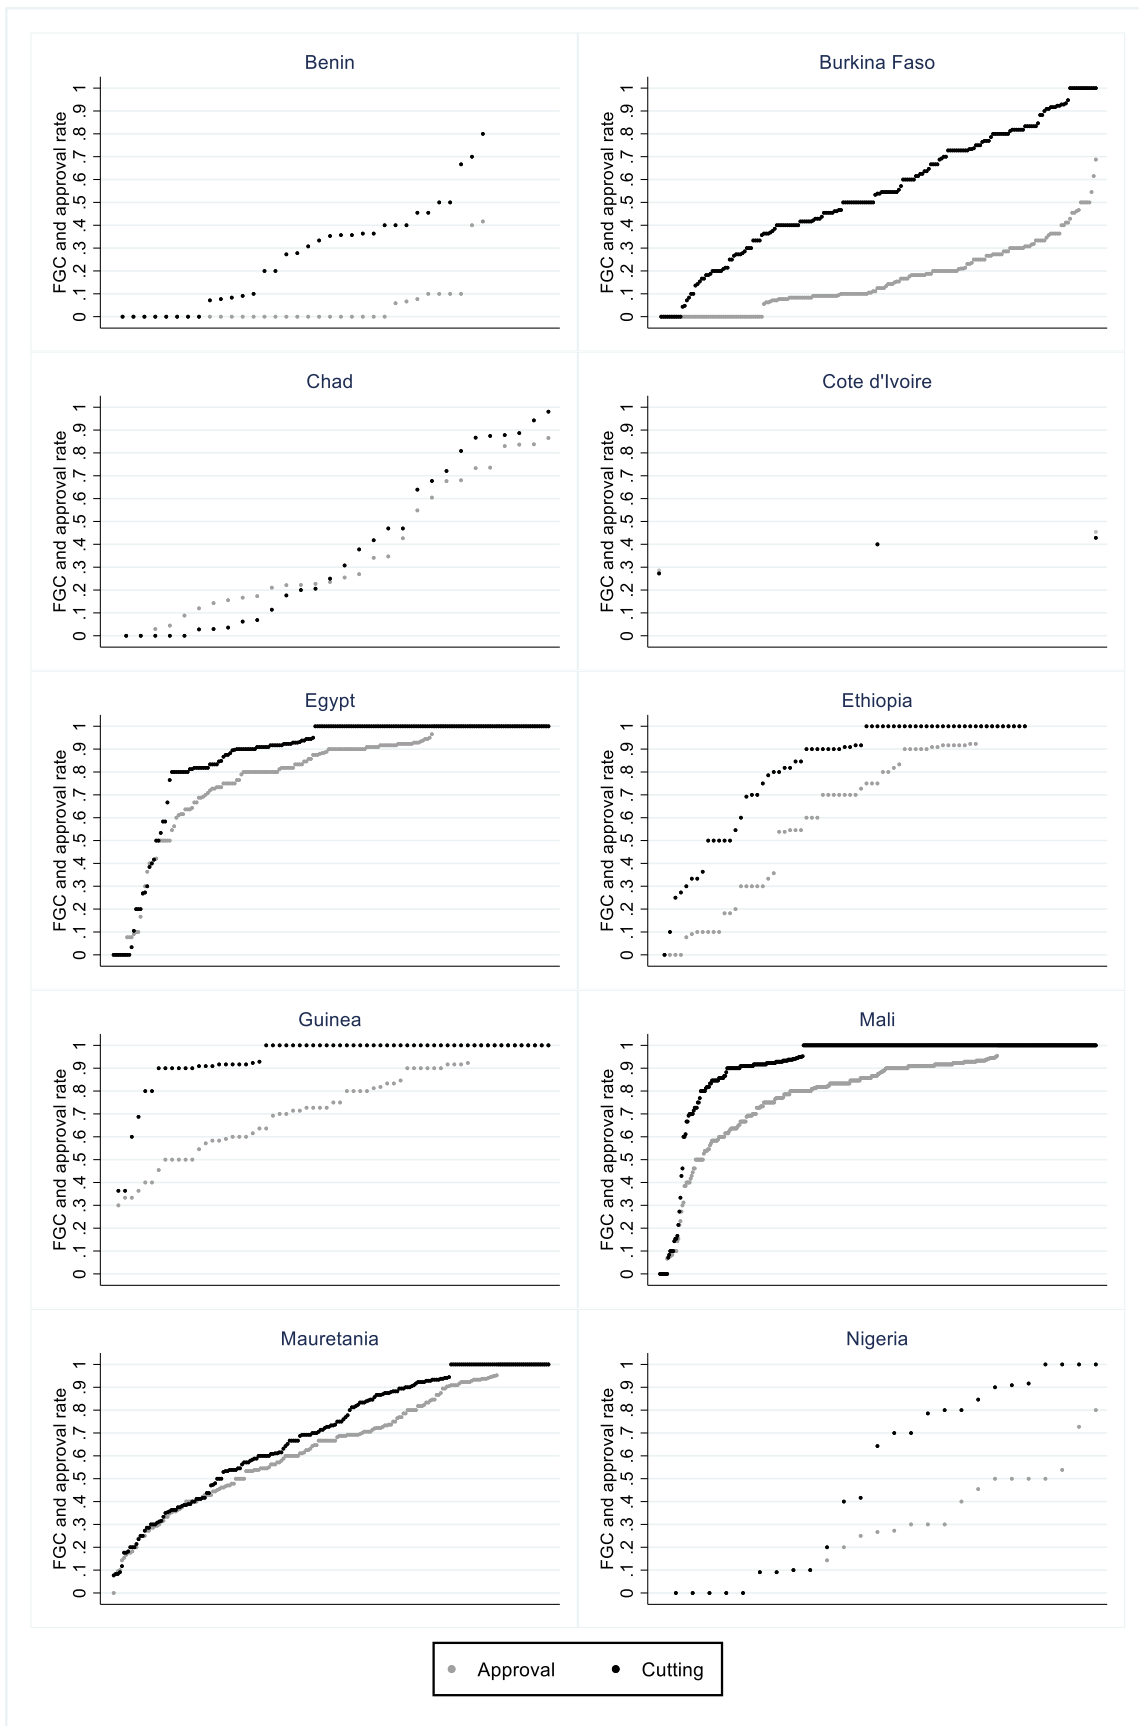 Benin
FGC and approval rate
0 .1 .2 .3 .4 .5 .6 .7 .8 .9 1
Burkina Faso
FGC and approval rate
0 .1 .2 .3 .4 .5 .6 .7 .8 .9 1
Chad
FGC and approval rate
0 .1 .2 .3 .4 .5 .6 .7 .8 .9 1
Cote d'Ivoire
FGC and approval rate
0 .1 .2 .3 .4 .5 .6 .7 .8 .9 1
Egypt
FGC and approval rate
0 .1 .2 .3 .4 .5 .6 .7 .8 .9 1
Ethiopia
FGC and approval rate
0 .1 .2 .3 .4 .5 .6 .7 .8 .9 1
Guinea
FGC and approval rate
0 .1 .2 .3 .4 .5 .6 .7 .8 .9 1
Mali
FGC and approval rate
0 .1 .2 .3 .4 .5 .6 .7 .8 .9 1
Mauretania
FGC and approval rate
0 .1 .2 .3 .4 .5 .6 .7 .8 .9 1
Nigeria
FGC and approval rate
0 .1 .2 .3 .4 .5 .6 .7 .8 .9 1
Approval Cutting